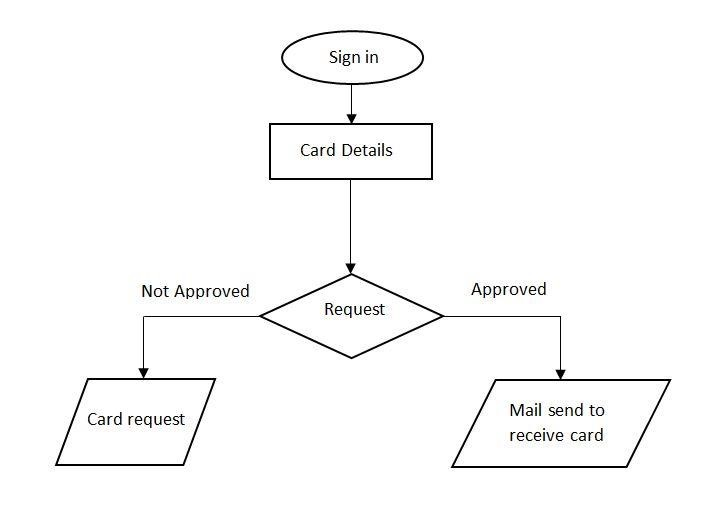 Sign in
Card Details
Not Approved
Request
Approved
Card request
Mail send to
receive card